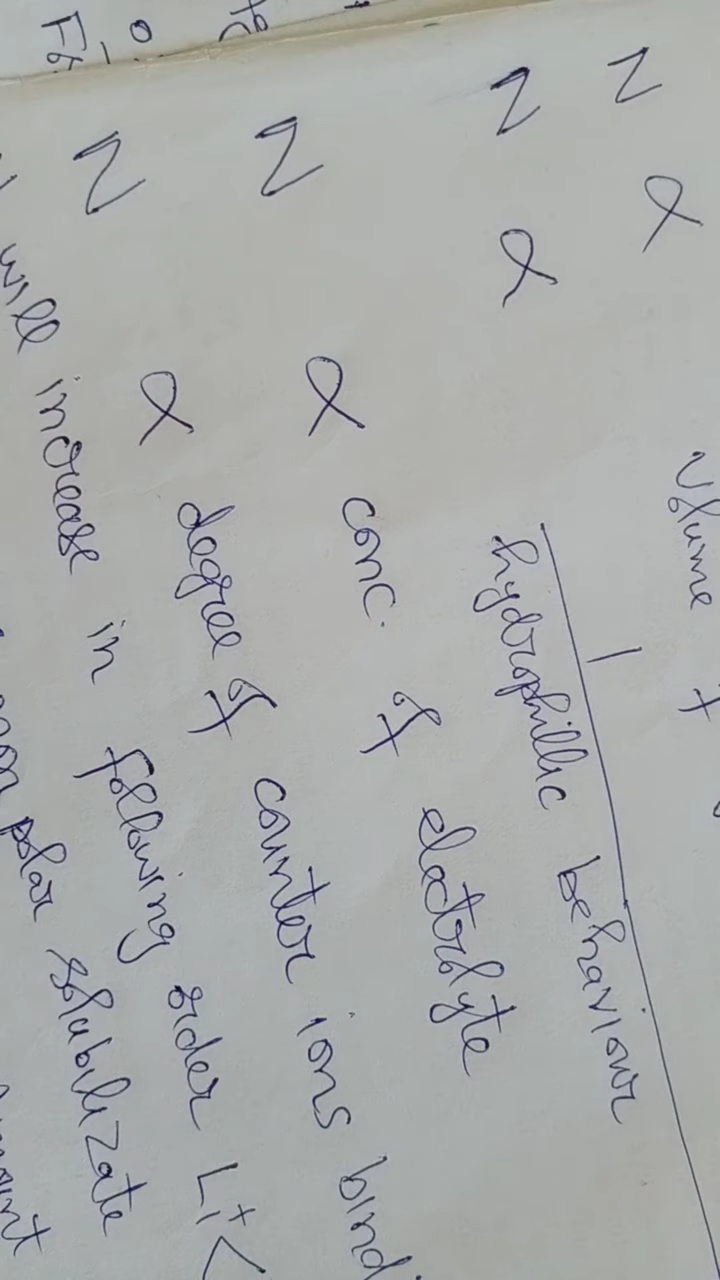 N ∝ Volume +
N ∝ 1
hydrophillic behaviour
N ∝ conc. of electrolyte
N ∝ degree of counter ions bind
will increase in following order Li+ <
polar solubilizate